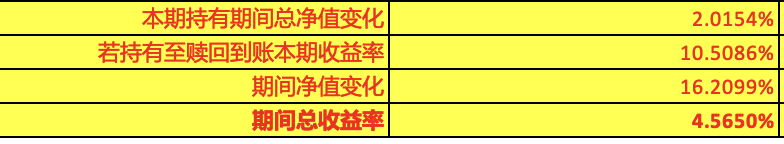 本期持有期间总净值变化 2.0154%
若持有至赎回到账本期收益率 10.5086%
期间净值变化 16.2099%
期间总收益率 4.5650%